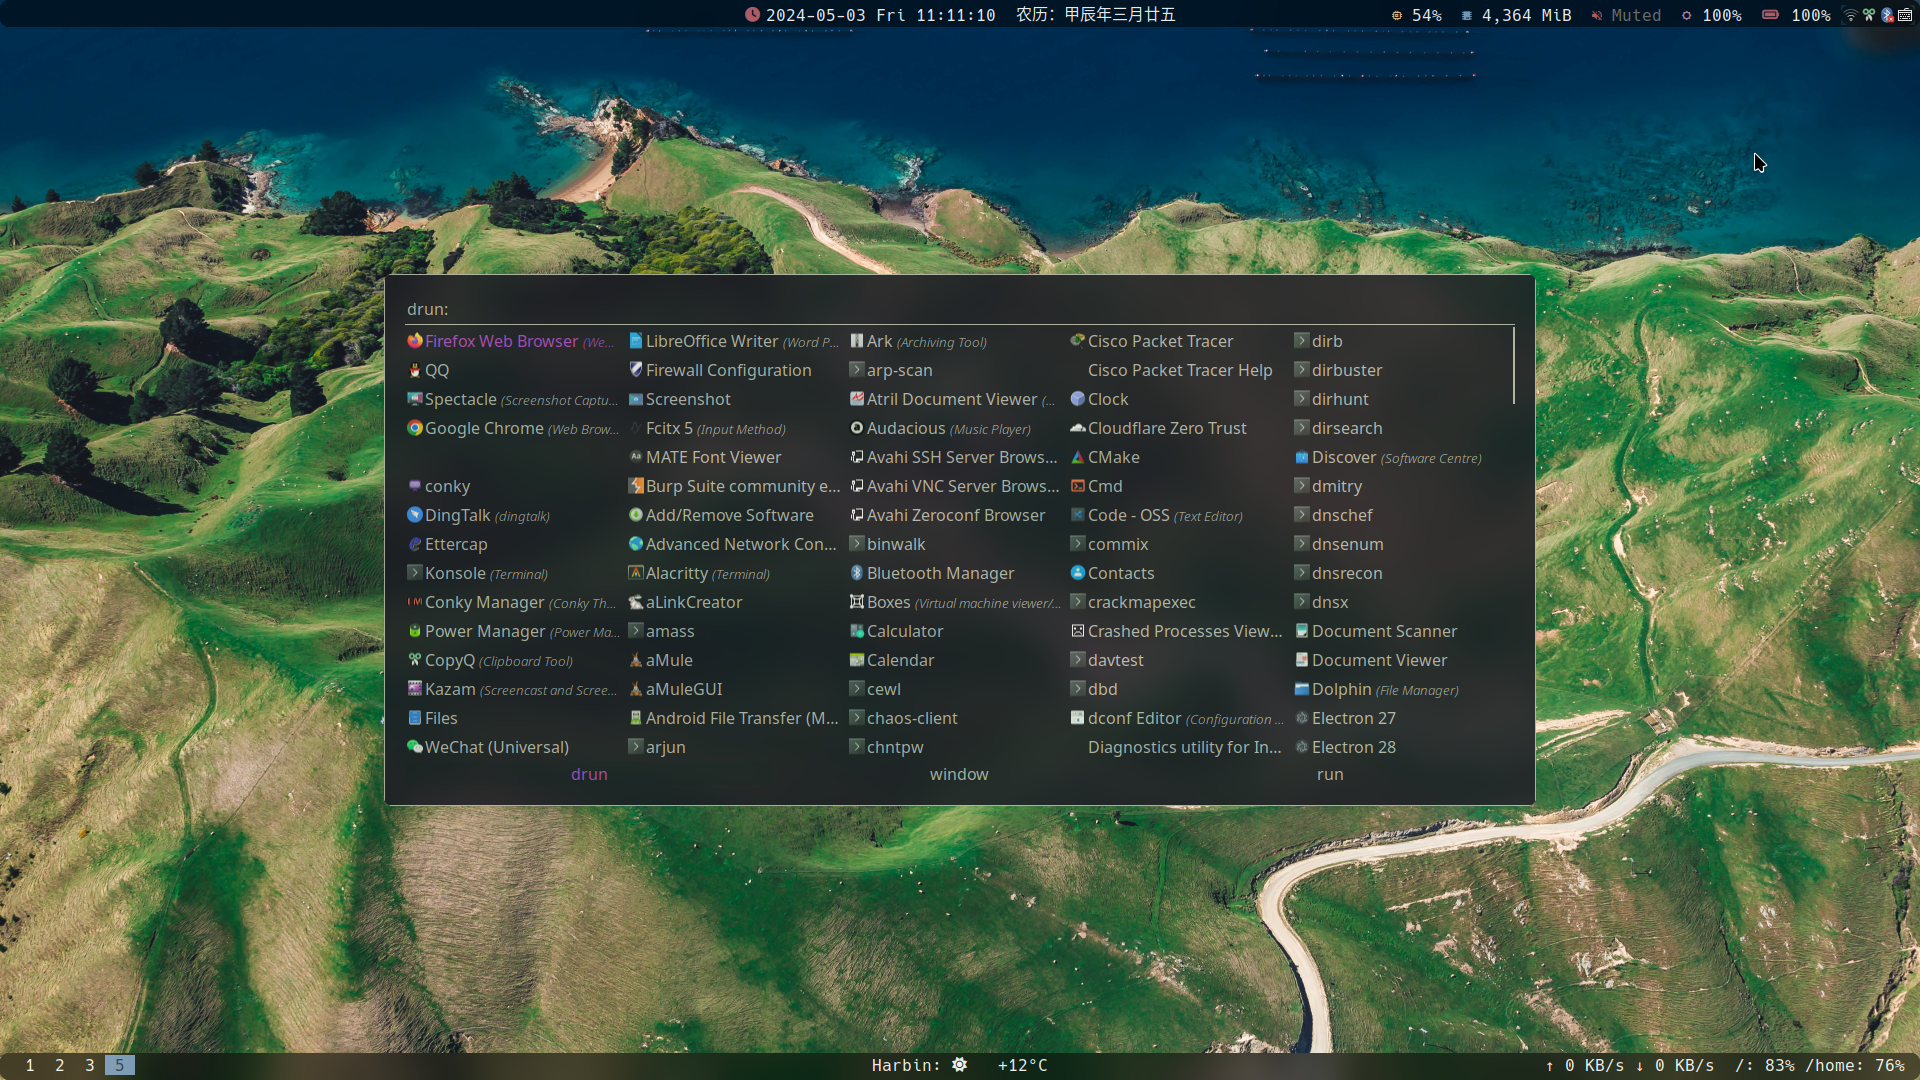 2024-05-03 Fri 11:11:10 农历: 甲辰年三月廿五 54% 4,364 MiB Muted 100% 100%
drun:
Firefox Web Browser (We... LibreOffice Writer (Word P... Ark (Archiving Tool) Cisco Packet Tracer dirb
QQ Firewall Configuration arp-scan Cisco Packet Tracer Help dirbuster
Spectacle (Screenshot Captu... Screenshot Atril Document Viewer (... Clock dirhunt
Google Chrome (Web Brow... Fcitx 5 (Input Method) Audacious (Music Player) Cloudflare Zero Trust dirsearch
MATE Font Viewer Avahi SSH Server Brows... CMake Discover (Software Centre)
conky Burp Suite community e... Avahi VNC Server Brows... Cmd dmitry
DingTalk (dingtalk) Add/Remove Software Avahi Zeroconf Browser Code - OSS (Text Editor) dnschef
Ettercap Advanced Network Con... binwalk commix dnsenum
Konsole (Terminal) Alacritty (Terminal) Bluetooth Manager Contacts dnsrecon
Conky Manager (Conky Th... aLinkCreator Boxes (Virtual machine viewer/... crackmapexec dnsx
Power Manager (Power Ma... amass Calculator Crashed Processes View... Document Scanner
CopyQ (Clipboard Tool) aMule Calendar davtest Document Viewer
Kazam (Screencast and Scree... aMuleGUI cewl dbd Dolphin (File Manager)
Files Android File Transfer (M... chaos-client dconf Editor (Configuration ... Electron 27
WeChat (Universal) arjun chntpw Diagnostics utility for In... Electron 28
drun window run
1 2 3 5 Harbin: +12°C ↑ 0 KB/s ↓ 0 KB/s /: 83% /home: 76%